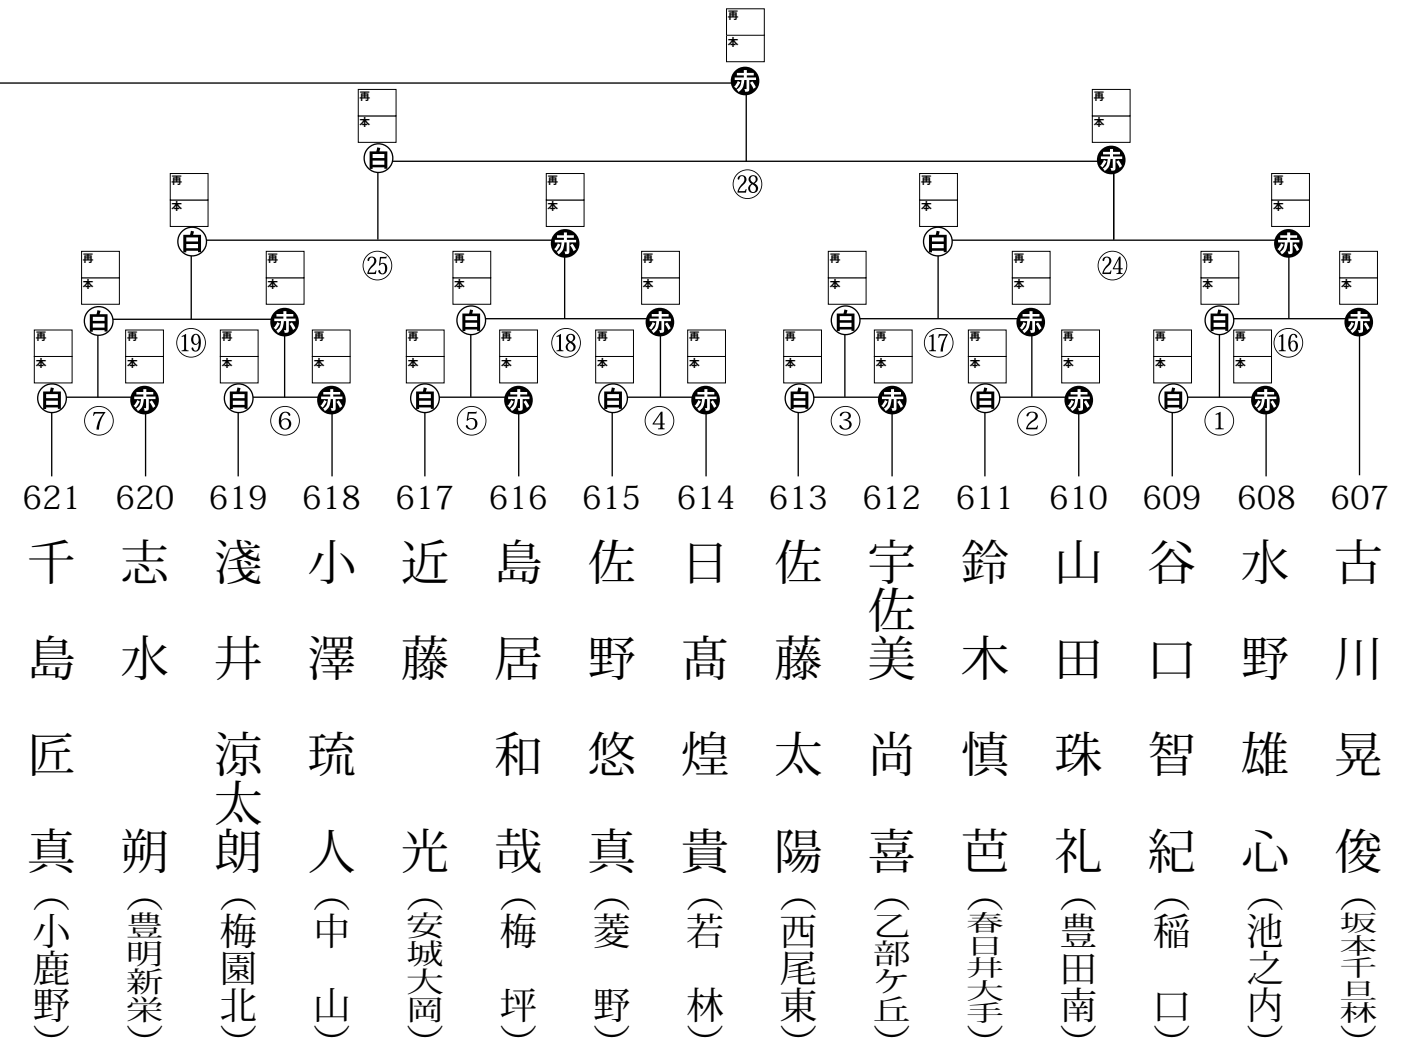 再
本
赤
再 再
本 本
白 赤
㉘
再 再 再 再
本 本 本 本
白 赤 白 赤
㉕ ㉔
再 再 再 再 再 再 再 再
本 本 本 本 本 本 本 本
白 赤 白 赤 白 赤 白 赤
⑲ ⑱ ⑰ ⑯
再 再 再 再 再 再 再 再 再 再 再 再 再 再
本 本 本 本 本 本 本 本 本 本 本 本 本 本
白 赤 白 赤 白 赤 白 赤 白 赤 白 赤 白 赤
⑦ ⑥ ⑤ ④ ③ ② ①
607 古川晃俊(坂本千旦林)
608 水野雄心(池之内)
609 谷口智紀(稲口)
610 山田珠礼(豊田南)
611 鈴木慎芭(春日井大手)
612 宇佐美尚喜(乙部ケ丘)
613 佐藤太陽(西尾東)
614 日髙煌貴(若林)
615 佐野悠真(菱野)
616 島居和哉(梅坪)
617 近藤光(安城大岡)
618 小澤琉人(中山)
619 淺井涼太朗(梅園北)
620 志水朔(豊明新栄)
621 千島匠真(小鹿野)